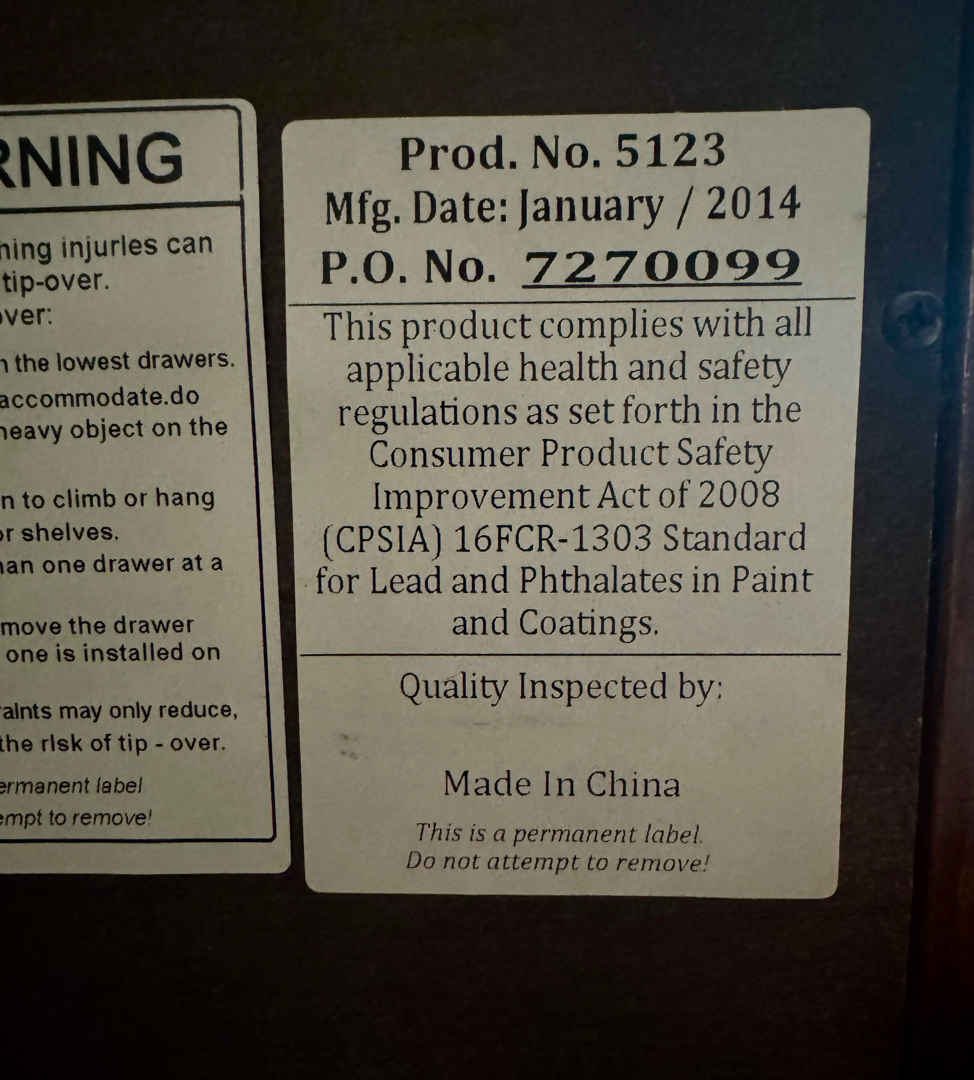 RNING
ning injuries can
tip-over.
over:
n the lowest drawers.
accommodate.do
heavy object on the
n to climb or hang
or shelves.
an one drawer at a
move the drawer
one is installed on
raints may only reduce,
the risk of tip - over.
ermanent label
empt to remove!
Prod. No. 5123
Mfg. Date: January / 2014
P.O. No. 7270099
This product complies with all
applicable health and safety
regulations as set forth in the
Consumer Product Safety
Improvement Act of 2008
(CPSIA) 16FCR-1303 Standard
for Lead and Phthalates in Paint
and Coatings.
Quality Inspected by:
Made In China
This is a permanent label.
Do not attempt to remove!